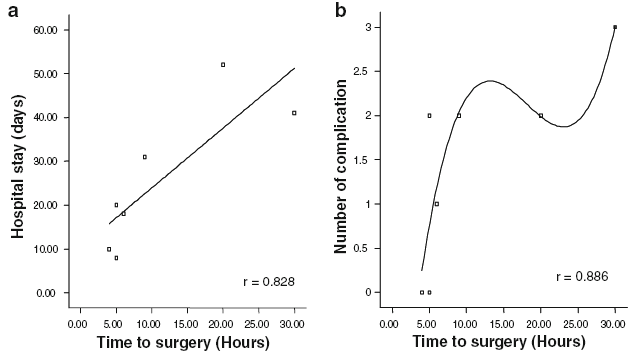 a
60.00
50.00
40.00
30.00
20.00
10.00
0.00
Hospital stay (days)
r = 0.828
0.00 5.00 10.00 15.00 20.00 25.00 30.00
Time to surgery (Hours)
b
3
2.5
2
1.5
1
0.5
0
Number of complication
r = 0.886
0.00 5.00 10.00 15.00 20.00 25.00 30.00
Time to surgery (Hours)